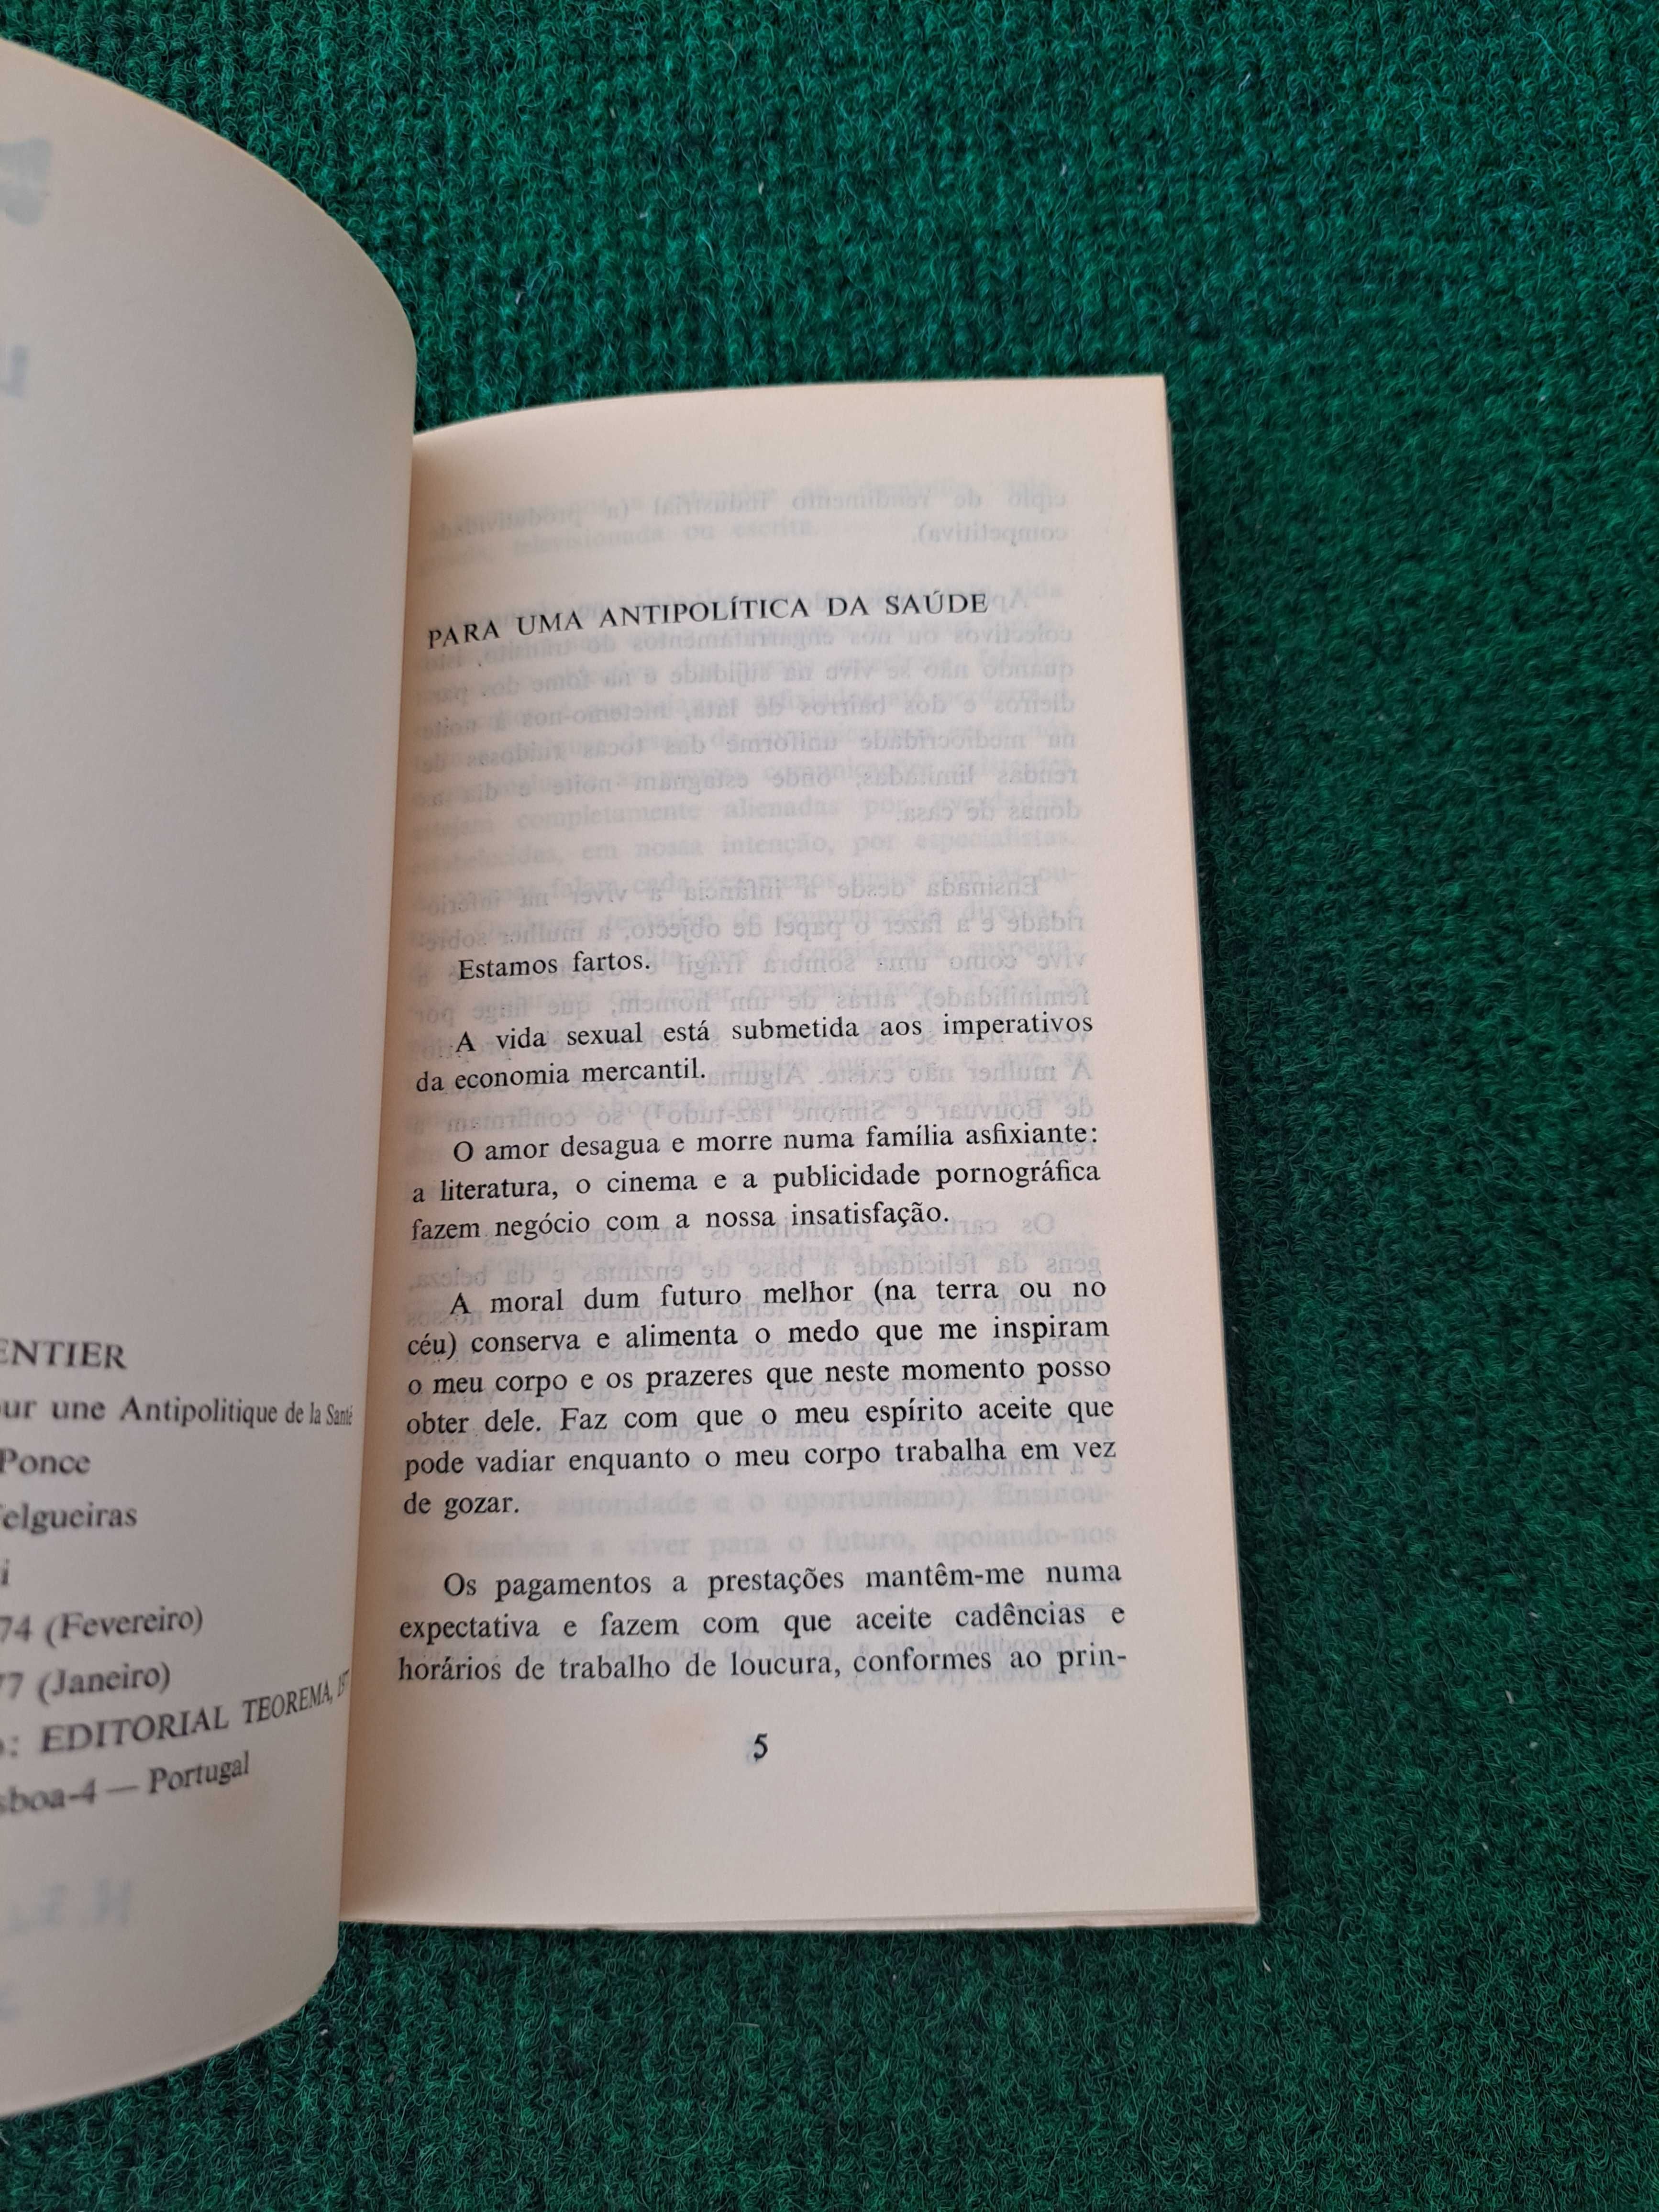 ENTIER
ur une Antipolitique de la Santé
Ponce
elgueiras
i
74 (Fevereiro)
77 (Janeiro)
: EDITORIAL TEOREMA, 197
sboa-4 — Portugal
PARA UMA ANTIPOLÍTICA DA SAÚDE
Estamos fartos.
A vida sexual está submetida aos imperativos
da economia mercantil.
O amor desagua e morre numa família asfixiante:
a literatura, o cinema e a publicidade pornográfica
fazem negócio com a nossa insatisfação.
A moral dum futuro melhor (na terra ou no
céu) conserva e alimenta o medo que me inspiram
o meu corpo e os prazeres que neste momento posso
obter dele. Faz com que o meu espírito aceite que
pode vadiar enquanto o meu corpo trabalha em vez
de gozar.
Os pagamentos a prestações mantêm-me numa
expectativa e fazem com que aceite cadências e
horários de trabalho de loucura, conformes ao prin-
5